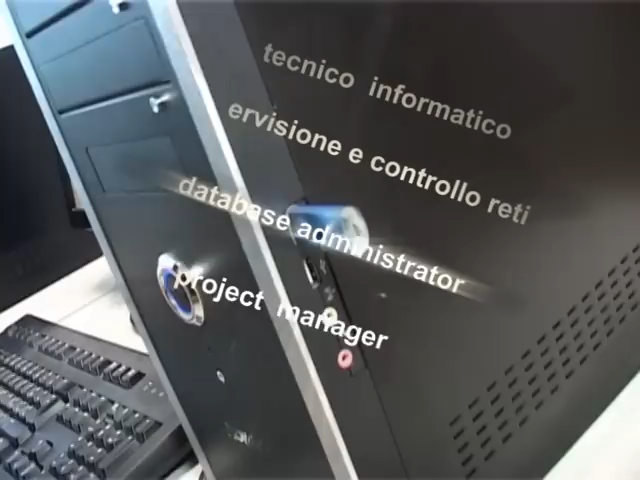 tecnico informatico
ervisione e controllo reti
database administrator
project manager